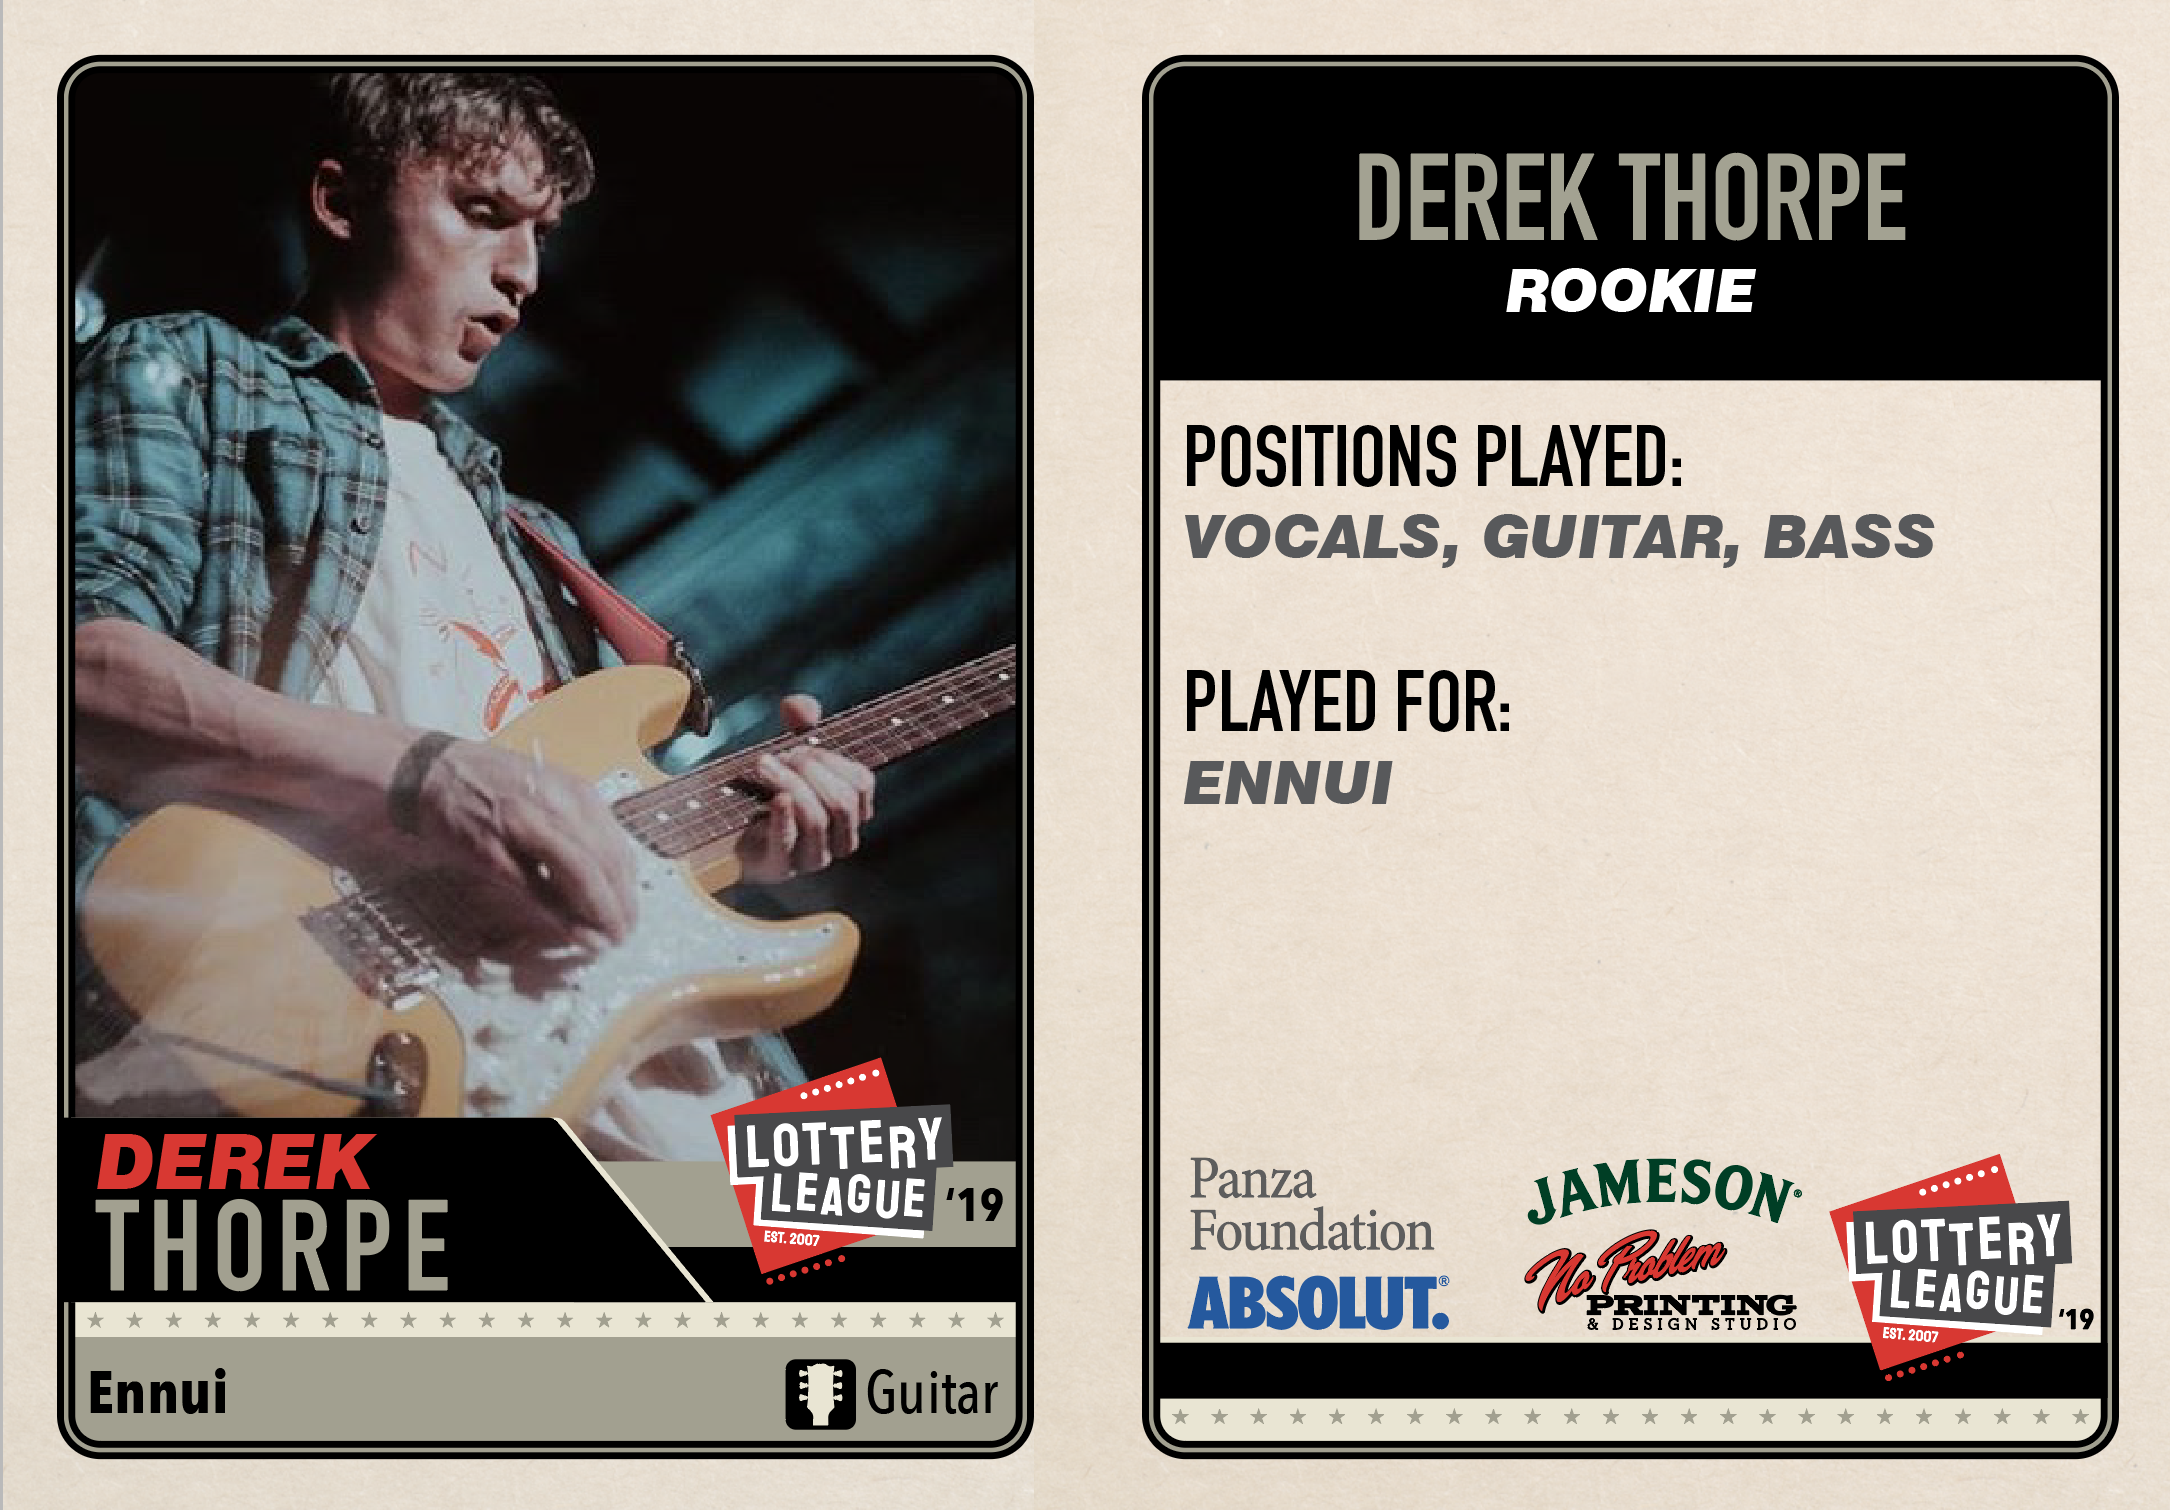 DEREK
THORPE
LOTTERY
LEAGUE
EST. 2007
'19
Ennui
Guitar
DEREK THORPE
ROOKIE
POSITIONS PLAYED:
VOCALS, GUITAR, BASS
PLAYED FOR:
ENNUI
Panza
Foundation
ABSOLUT.®
JAMESON®
No Problem
PRINTING
& DESIGN STUDIO
LOTTERY
LEAGUE
EST. 2007
'19